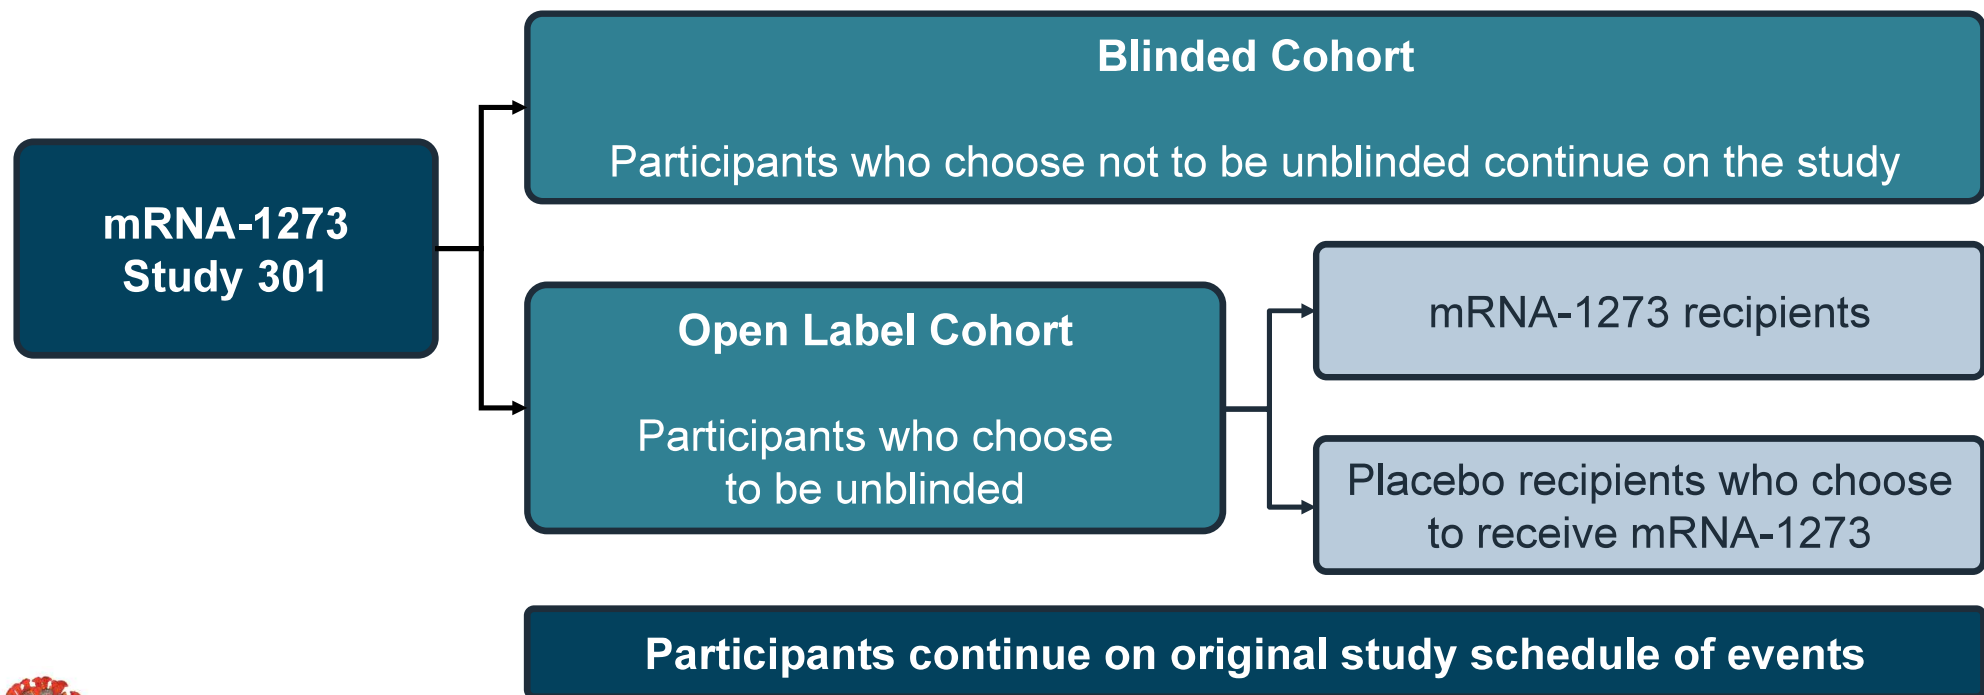 Blinded Cohort
Participants who choose not to be unblinded continue on the study
mRNA-1273
Study 301
Open Label Cohort
Participants who choose
to be unblinded
mRNA-1273 recipients
Placebo recipients who choose
to receive mRNA-1273
Participants continue on original study schedule of events